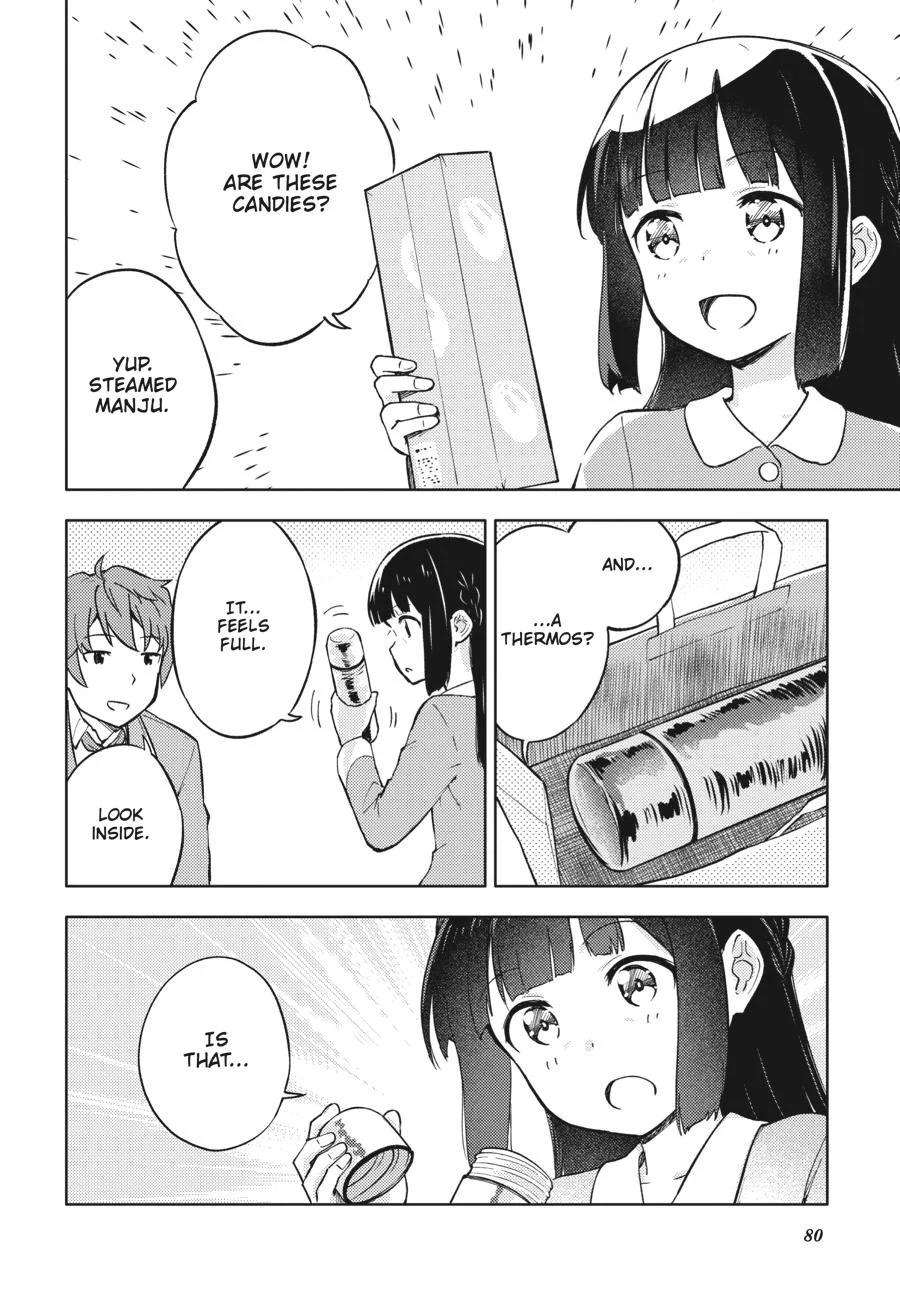 WOW!
ARE THESE
CANDIES?
YUP.
STEAMED
MANJU.
AND...
...A
THERMOS?
IT...
FEELS
FULL.
LOOK
INSIDE.
IS
THAT...
80